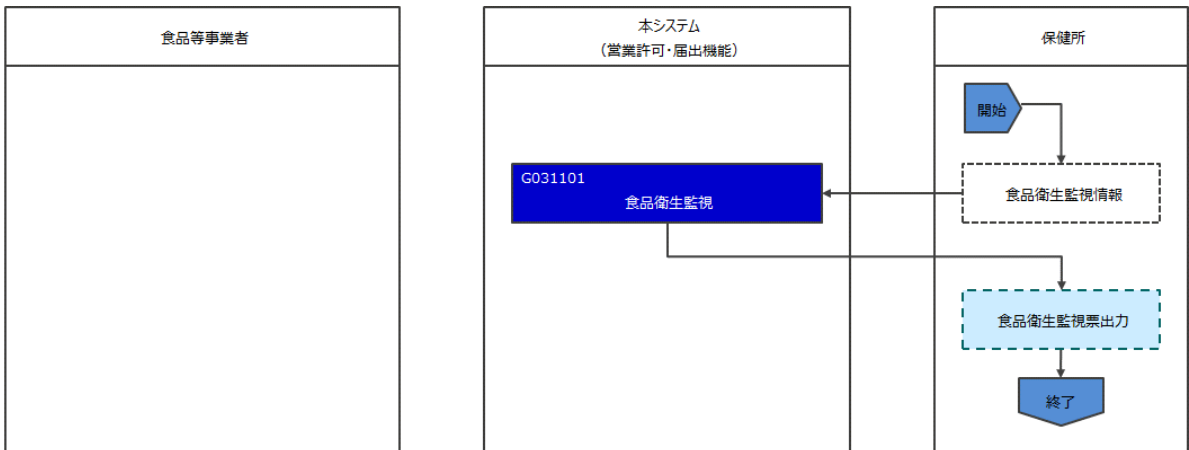 食品等事業者
本システム
（営業許可・届出機能）
保健所
開始
G031101
食品衛生監視
食品衛生監視情報
食品衛生監視票出力
終了